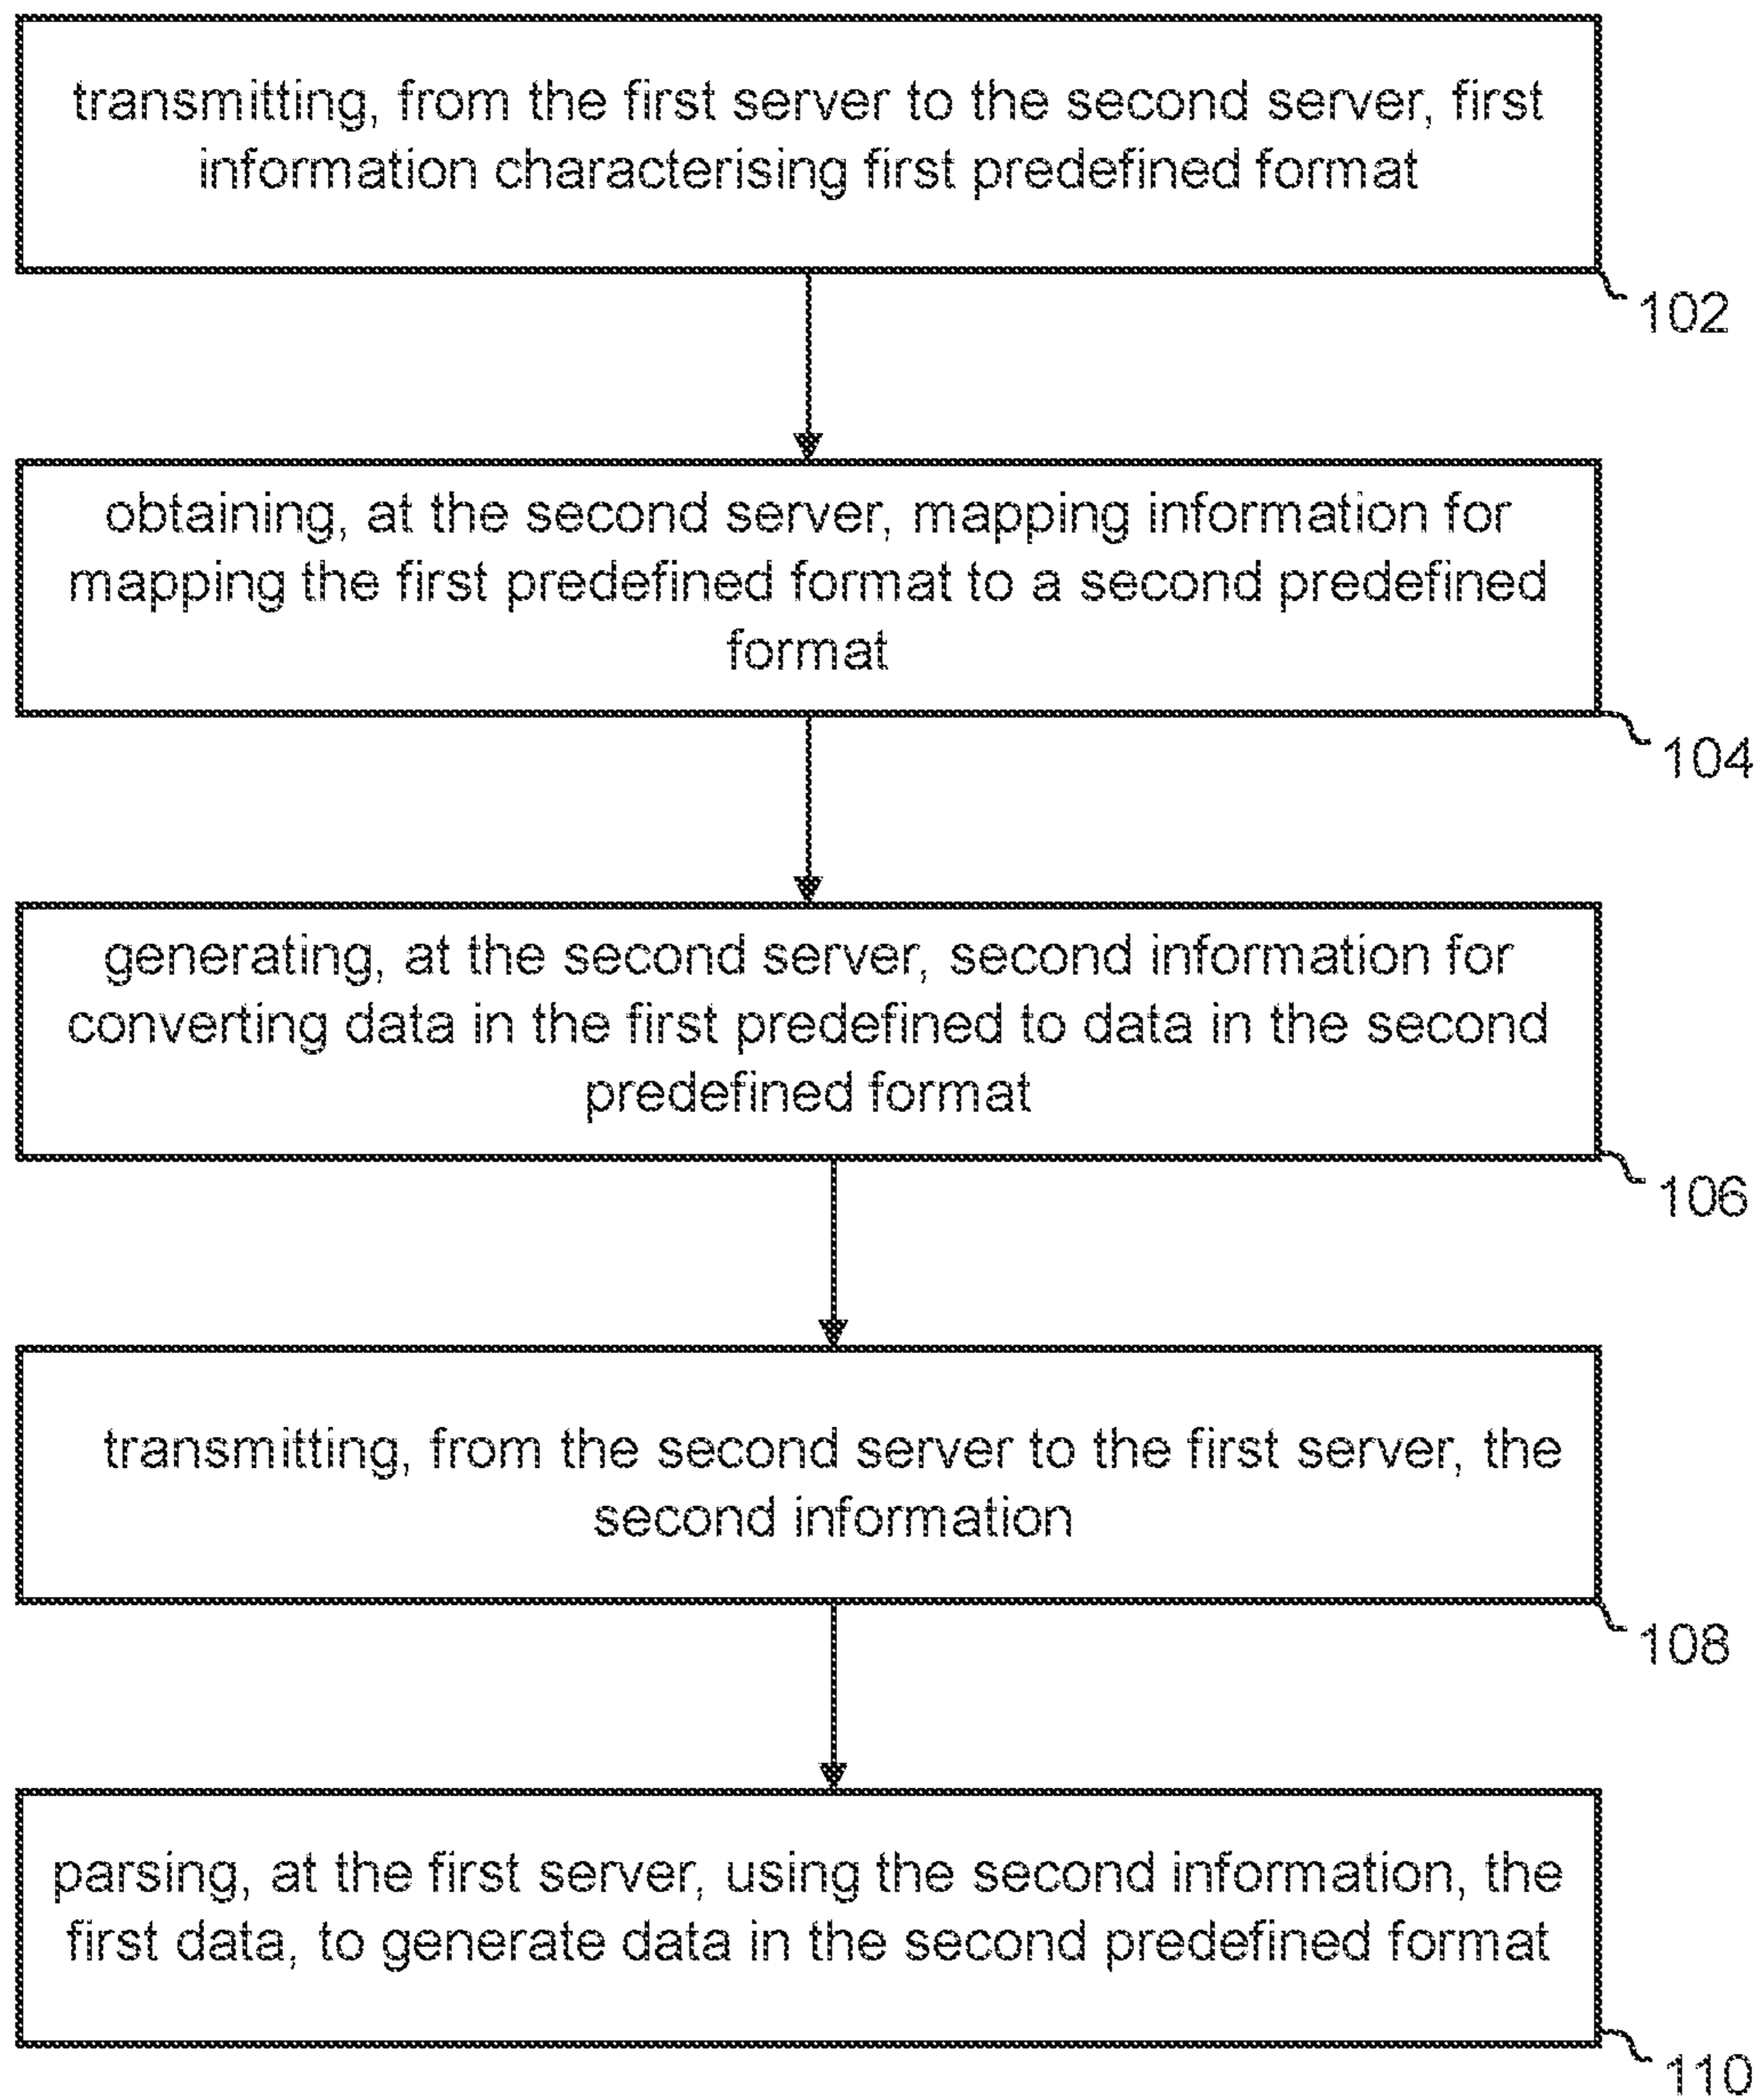 transmitting, from the first server to the second server, first
information characterising first predefined format
102
obtaining, at the second server, mapping information for
mapping the first predefined format to a second predefined
format
104
generating, at the second server, second information for
converting data in the first predefined to data in the second
predefined format
106
transmitting, from the second server to the first server, the
second information
108
parsing, at the first server, using the second information, the
first data, to generate data in the second predefined format
110